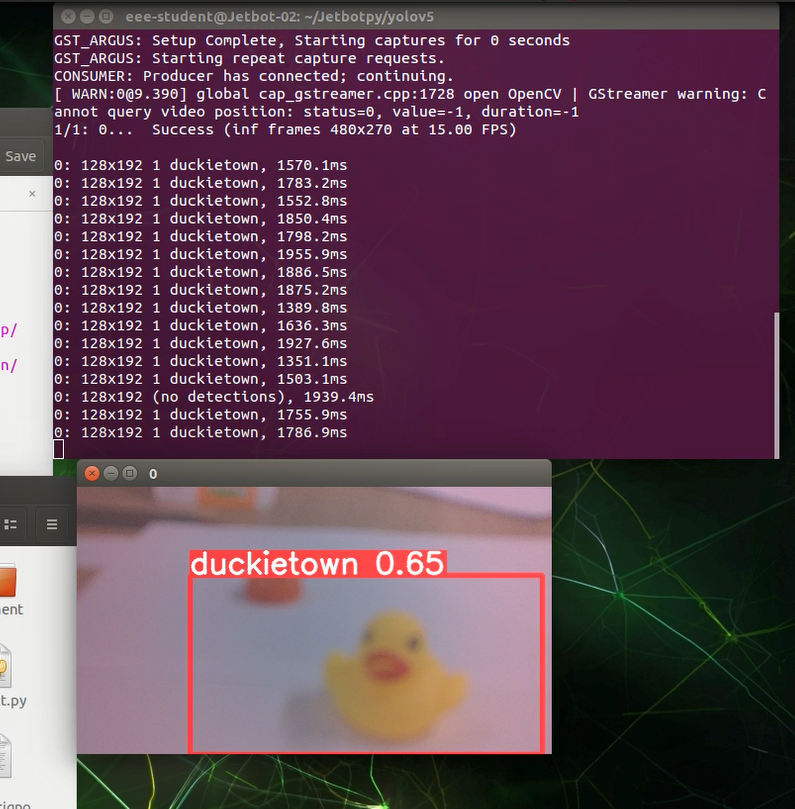 eee-student@Jetbot-02: ~/Jetbotpy/yolov5
GST_ARGUS: Setup Complete, Starting captures for 0 seconds
GST_ARGUS: Starting repeat capture requests.
CONSUMER: Producer has connected; continuing.
[ WARN:0@9.390] global cap_gstreamer.cpp:1728 open OpenCV | GStreamer warning: C
annot query video position: status=0, value=-1, duration=-1
1/1: 0... Success (inf frames 480x270 at 15.00 FPS)
Save
0: 128x192 1 duckietown, 1570.1ms
0: 128x192 1 duckietown, 1783.2ms
0: 128x192 1 duckietown, 1552.8ms
0: 128x192 1 duckietown, 1850.4ms
0: 128x192 1 duckietown, 1798.2ms
0: 128x192 1 duckietown, 1955.9ms
0: 128x192 1 duckietown, 1886.5ms
0: 128x192 1 duckietown, 1875.2ms
0: 128x192 1 duckietown, 1389.8ms
0: 128x192 1 duckietown, 1636.3ms
p/
0: 128x192 1 duckietown, 1927.6ms
0: 128x192 1 duckietown, 1351.1ms
n/
0: 128x192 1 duckietown, 1503.1ms
0: 128x192 (no detections), 1939.4ms
0: 128x192 1 duckietown, 1755.9ms
0: 128x192 1 duckietown, 1786.9ms
0
duckietown 0.65
ent
t.py